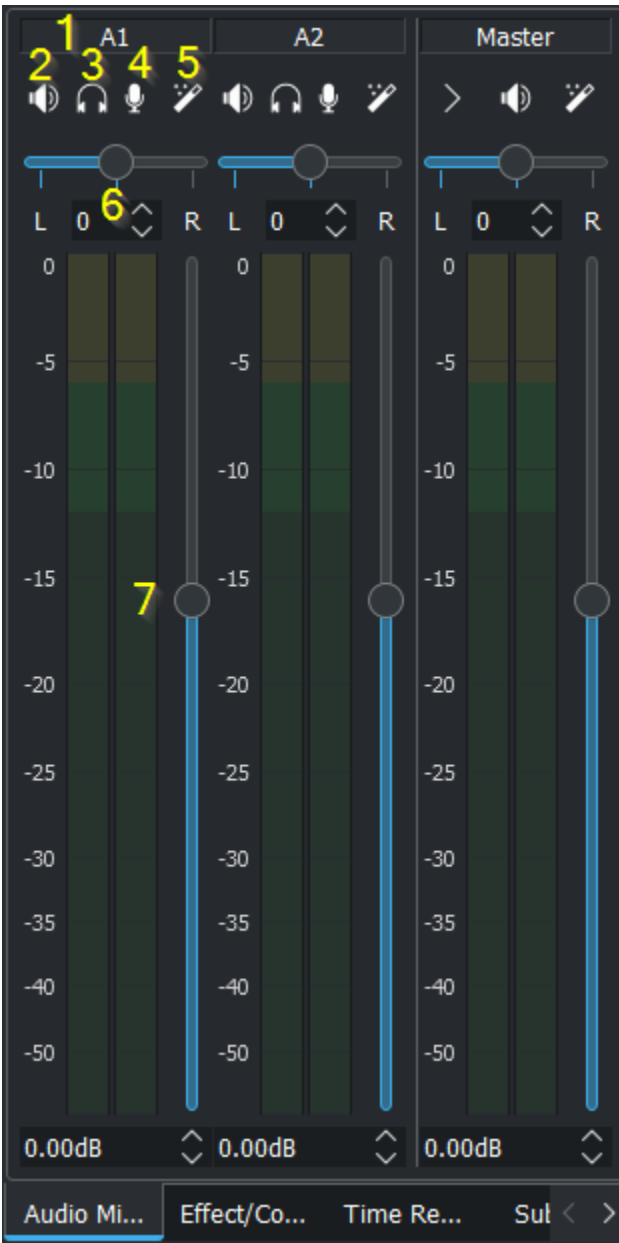 1 A1 A2 Master
2 3 4 5
6
L 0 R L 0 R L 0 R
0 0 0
-5 -5 -5
-10 -10 -10
-15 7 -15 -15
-20 -20 -20
-25 -25 -25
-30 -30 -30
-35 -35 -35
-40 -40 -40
-50 -50 -50
0.00dB 0.00dB 0.00dB
Audio Mi... Effect/Co... Time Re... Sul